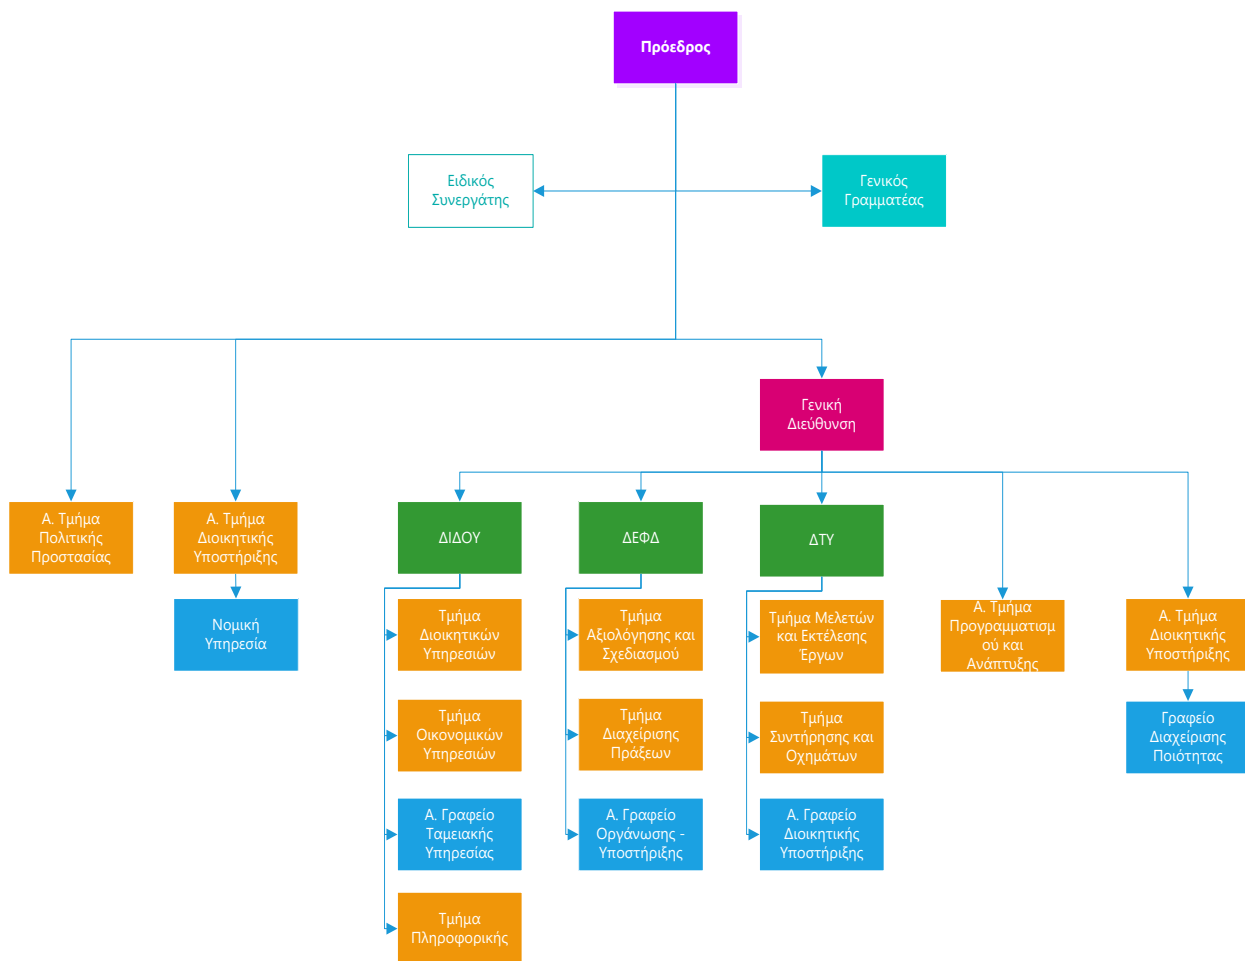 Πρόεδρος
Ειδικός
Συνεργάτης
Γενικός
Γραμματέας
Γενική
Διεύθυνση
Α. Τμήμα
Πολιτικής
Προστασίας
Α. Τμήμα
Διοικητικής
Υποστήριξης
ΔΙΔΟΥ
ΔΕΦΔ
ΔΤΥ
Νομική
Υπηρεσία
Τμήμα
Διοικητικών
Υπηρεσιών
Τμήμα
Αξιολόγησης και
Σχεδιασμού
Τμήμα Μελετών
και Εκτέλεσης
Έργων
Α. Τμήμα
Προγραμματισμ
ού και
Ανάπτυξης
Α. Τμήμα
Διοικητικής
Υποστήριξης
Τμήμα
Οικονομικών
Υπηρεσιών
Τμήμα
Διαχείρισης
Πράξεων
Τμήμα
Συντήρησης και
Οχημάτων
Γραφείο
Διαχείρισης
Ποιότητας
Α. Γραφείο
Ταμειακής
Υπηρεσίας
Α. Γραφείο
Οργάνωσης -
Υποστήριξης
Α. Γραφείο
Διοικητικής
Υποστήριξης
Τμήμα
Πληροφορικής